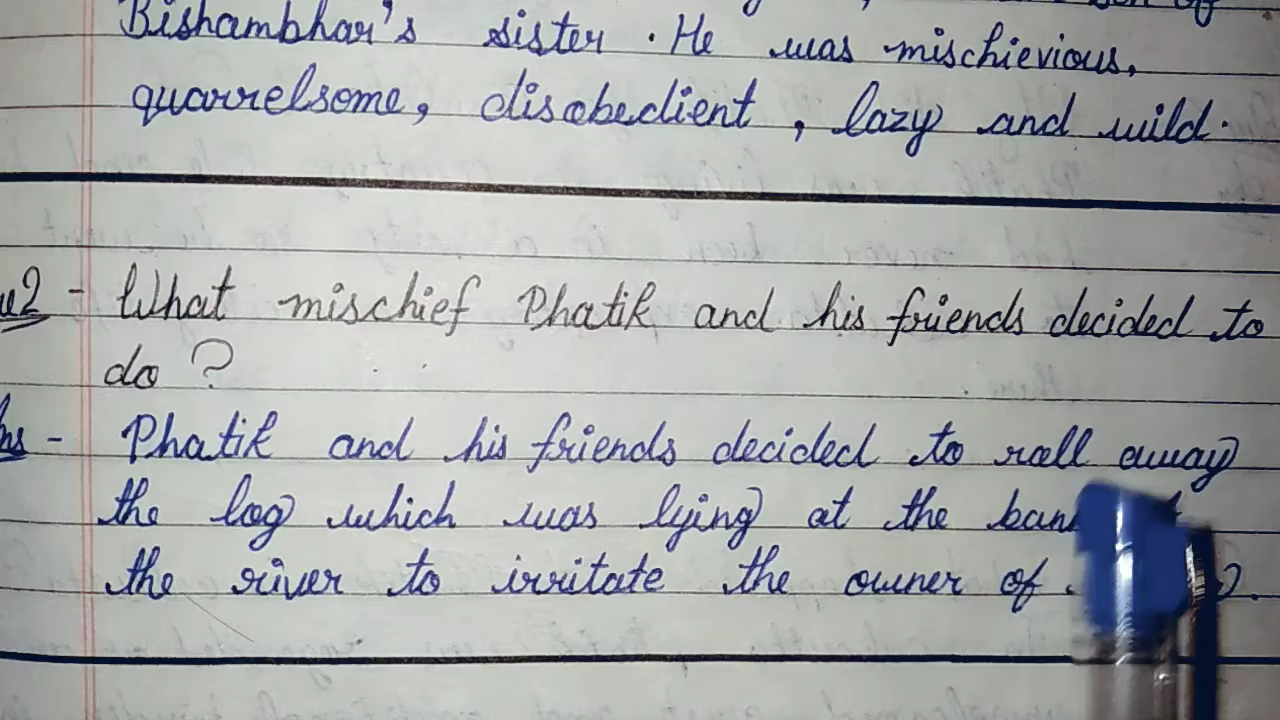 Bishambhar's sister. He was mischievious,
quarrelsome, disobedient, lazy and wild.
What mischief Phatik and his friends decided to
do?
Ans - Phatik and his friends decided to roll away
the log which was lying at the
the river to irritate the owner of